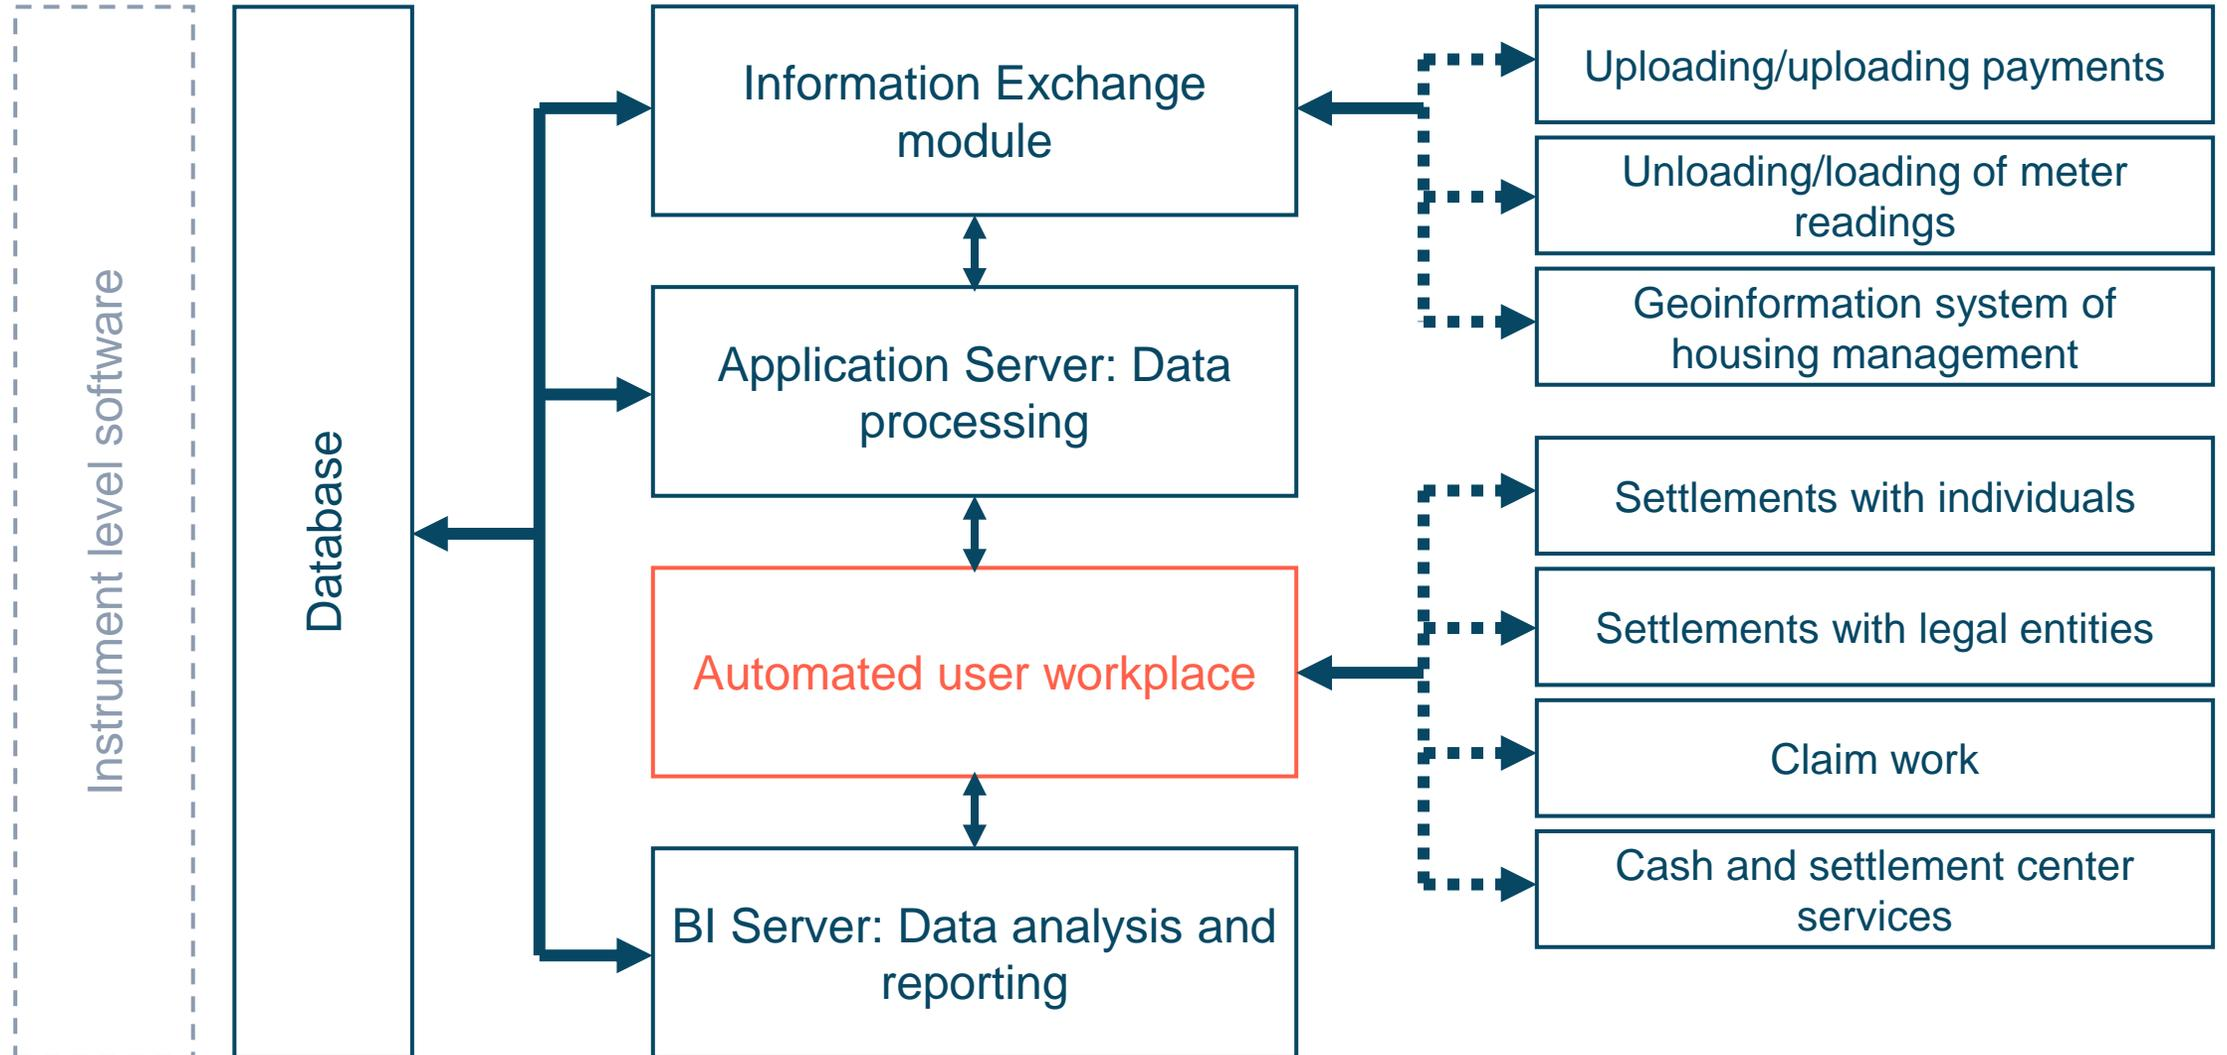 Instrument level software
Database
Information Exchange
module
Application Server: Data
processing
Automated user workplace
BI Server: Data analysis and
reporting
Uploading/uploading payments
Unloading/loading of meter
readings
Geoinformation system of
housing management
Settlements with individuals
Settlements with legal entities
Claim work
Cash and settlement center
services